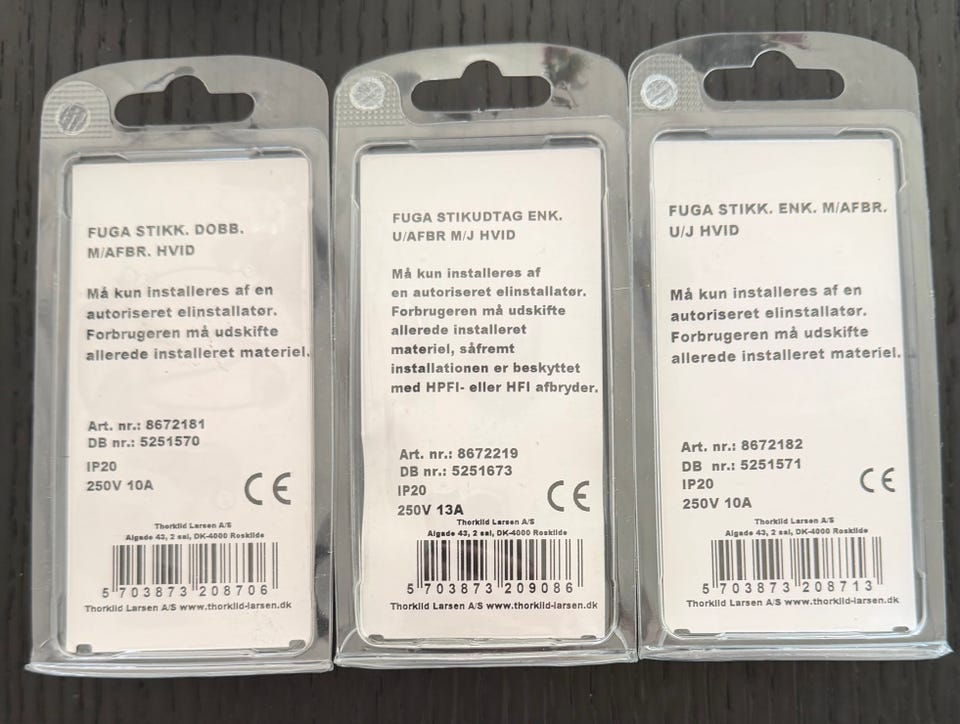 FUGA STIKK. DOBB.
M/AFBR. HVID
Må kun installeres af en
autoriseret elinstallatør.
Forbrugeren må udskifte
allerede installeret materiel.
Art. nr.: 8672181
DB nr.: 5251570
IP20
250V 10A
CE
Thorkild Larsen A/S
Algade 43, 2 sal, DK-4000 Roskilde
5 703873 208706
Thorkild Larsen A/S www.thorkild-larsen.dk
FUGA STIKUDTAG ENK.
U/AFBR M/J HVID
Må kun installeres af
en autoriseret elinstallatør.
Forbrugeren må udskifte
allerede installeret
materiel, såfremt
installationen er beskyttet
med HPFI- eller HFI afbryder.
Art. nr.: 8672219
DB nr.: 5251673
IP20
250V 13A
CE
Thorkild Larsen A/S
Algade 43, 2 sal, DK-4000 Roskilde
5 703873 209086
Thorkild Larsen A/S www.thorkild-larsen.dk
FUGA STIKK. ENK. M/AFBR.
U/J HVID
Må kun installeres af en
autoriseret elinstallatør.
Forbrugeren må udskifte
allerede installeret materiel.
Art. nr.: 8672182
DB nr.: 5251571
IP20
250V 10A
CE
Thorkild Larsen A/S
Algade 43, 2 sal, DK-4000 Roskilde
5 703873 208713
Thorkild Larsen A/S www.thorkild-larsen.dk